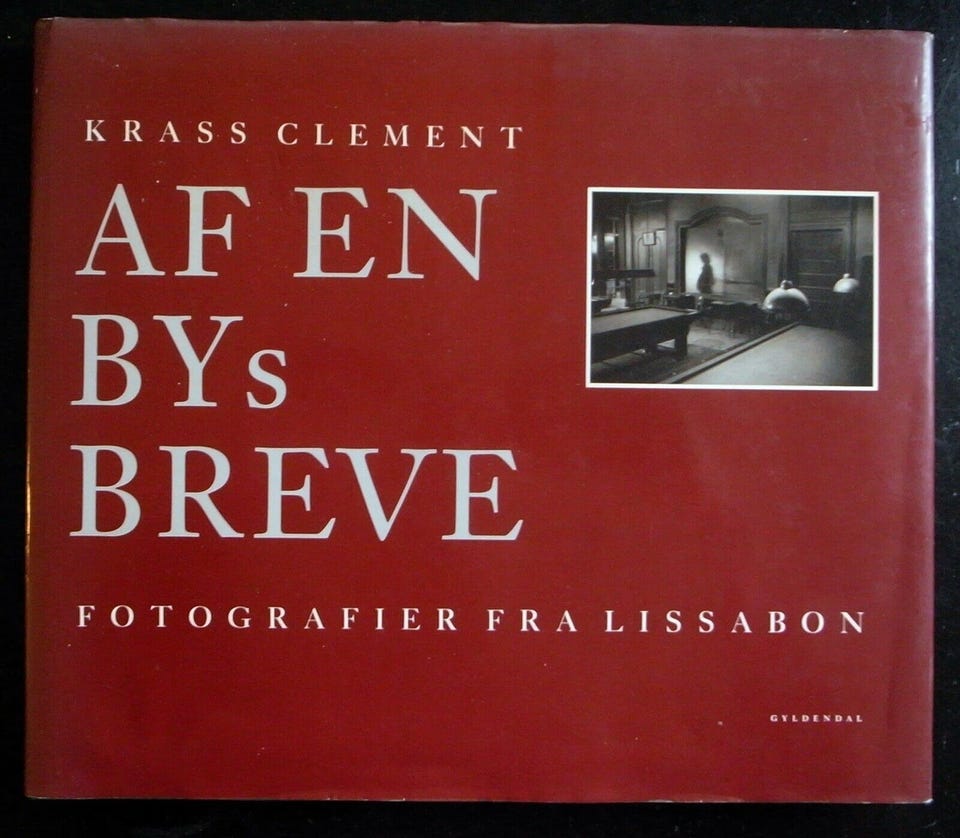 KRASS CLEMENT
AF EN
BYs
BREVE
FOTOGRAFIER FRA LISSABON
GYLDENDAL